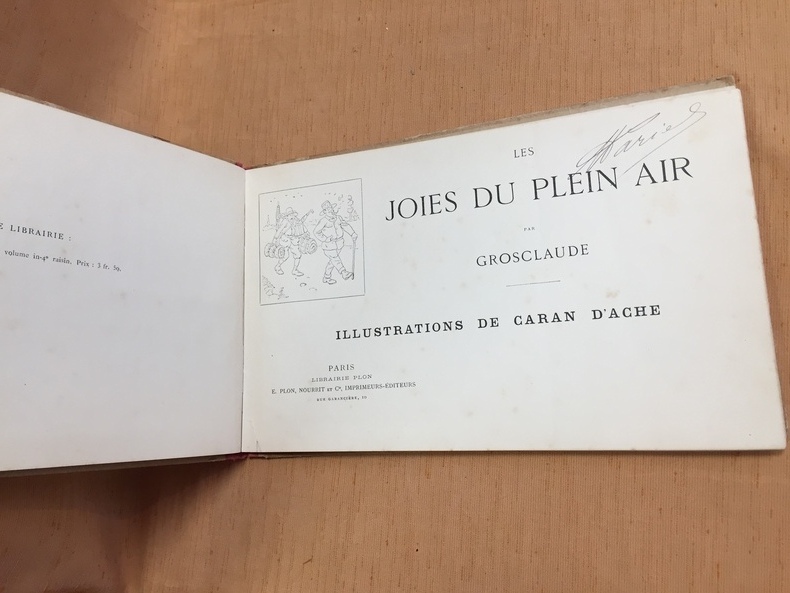 E LIBRAIRIE :
volume in-4º raisin. Prix : 3 fr. 50.
LES
JOIES DU PLEIN AIR
PAR
GROSCLAUDE
ILLUSTRATIONS DE CARAN D'ACHE
PARIS
LIBRAIRIE PLON
E. PLON, NOURRIT ET Cie, IMPRIMEURS-ÉDITEURS
RUE GARANCIÈRE, 10